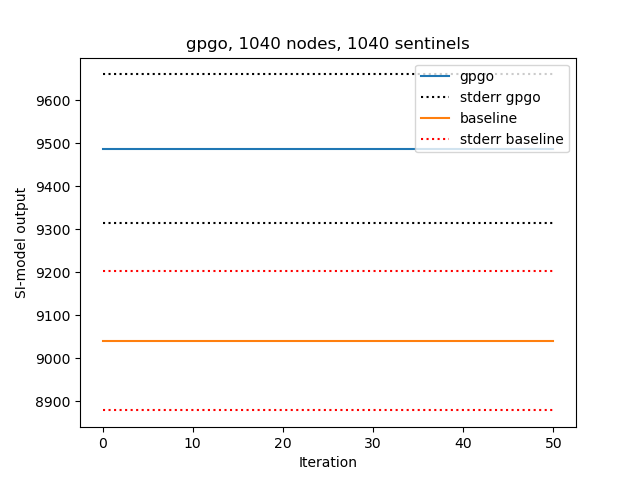 gpgo, 1040 nodes, 1040 sentinels
gpgo
stderr gpgo
baseline
stderr baseline
SI-model output
9600
9500
9400
9300
9200
9100
9000
8900
0 10 20 30 40 50
Iteration